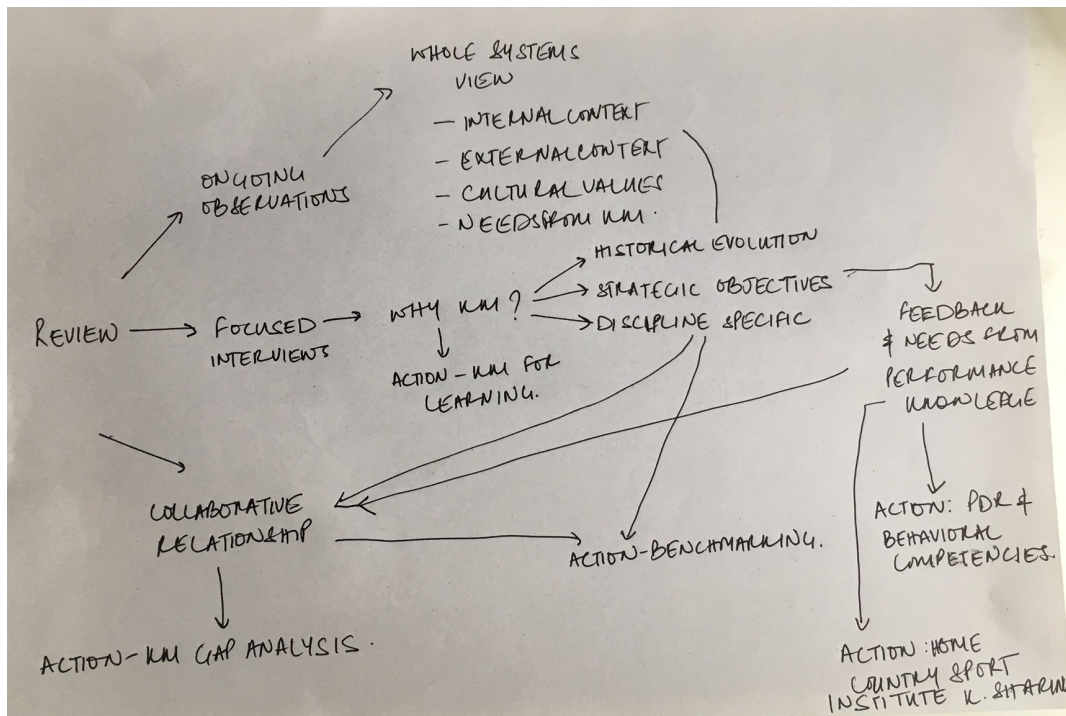 WHOLE SYSTEMS
VIEW
- INTERNAL CONTEXT
- EXTERNAL CONTEXT
- CULTURAL VALUES
- NEEDS FROM KM.
ONGOING
OBSERVATIONS
HISTORICAL EVOLUTION
STRATEGIC OBJECTIVES
DISCIPLINE SPECIFIC
REVIEW
FOCUSED
INTERVIEWS
WHY KM?
ACTION - KM FOR
LEARNING.
FEEDBACK
& NEEDS FROM
PERFORMANCE
KNOWLEDGE
COLLABORATIVE
RELATIONSHIP
ACTION-BENCHMARKING.
ACTION: PDR &
BEHAVIORAL
COMPETENCIES.
ACTION-KM GAP ANALYSIS.
ACTION: HOME
COUNTRY SPORT
INSTITUTE K. SHARIN